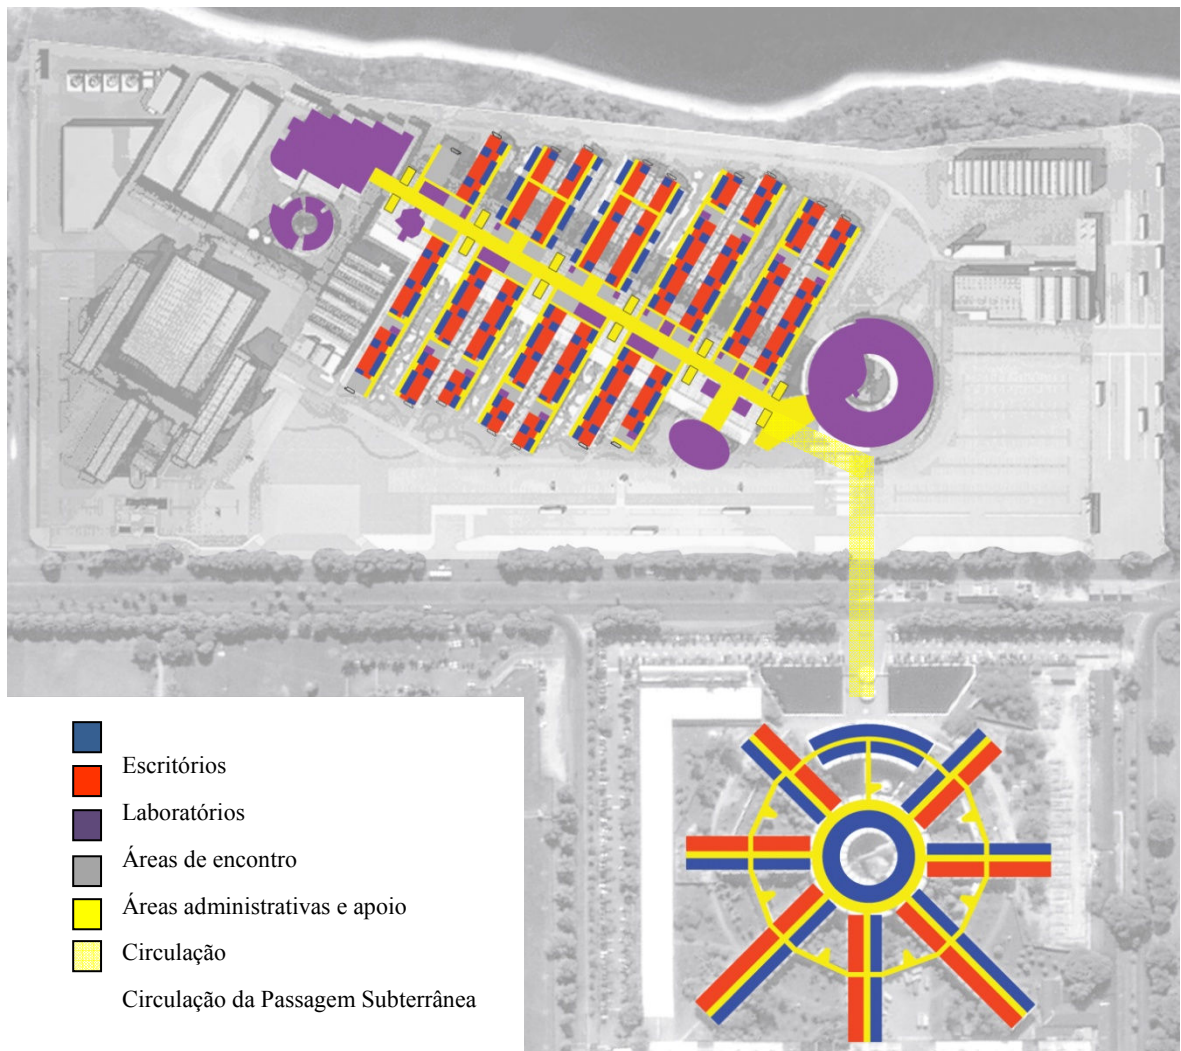 Escritórios
Laboratórios
Áreas de encontro
Áreas administrativas e apoio
Circulação
Circulação da Passagem Subterrânea